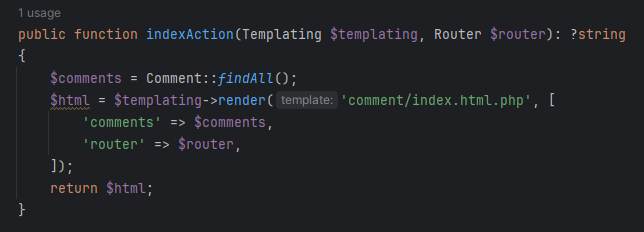 1 usage
public function indexAction(Templating $templating, Router $router): ?string
{
    $comments = Comment::findAll();
    $html = $templating->render( template: 'comment/index.html.php', [
        'comments' => $comments,
        'router' => $router,
    ]);
    return $html;
}